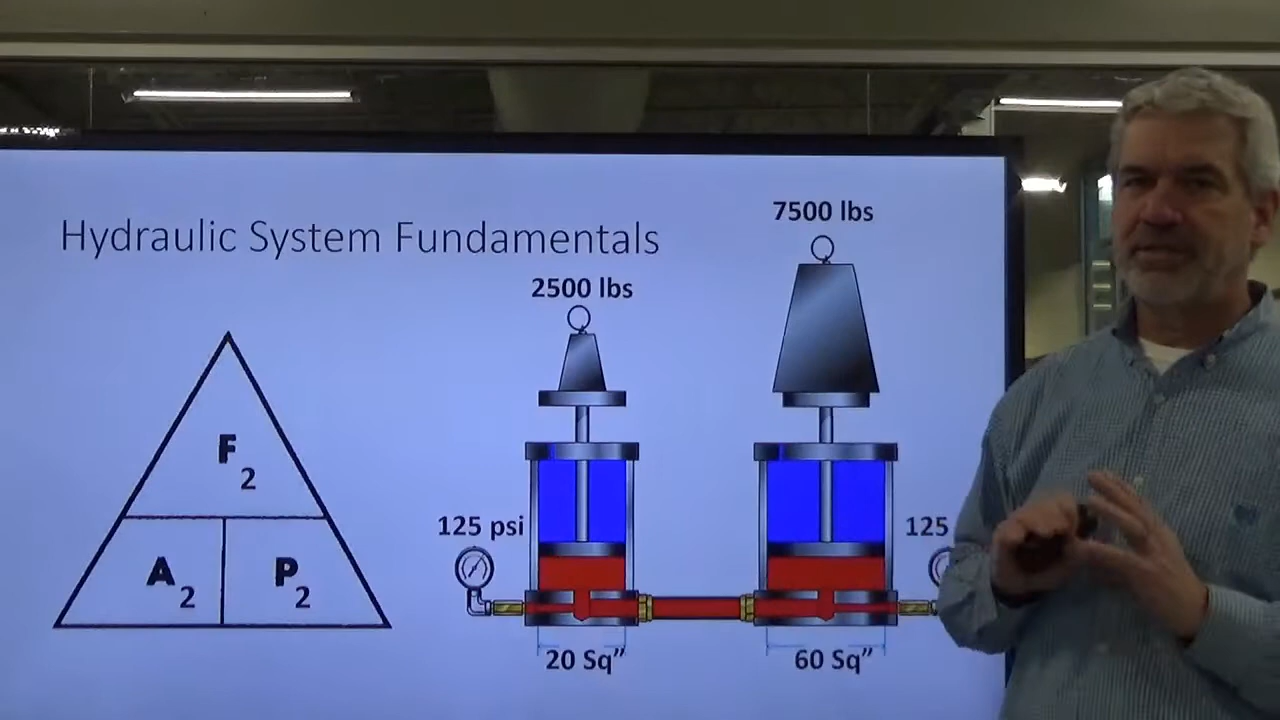 Hydraulic System Fundamentals
7500 lbs
2500 lbs
F2
A2
P2
125 psi
125
20 Sq”
60 Sq”